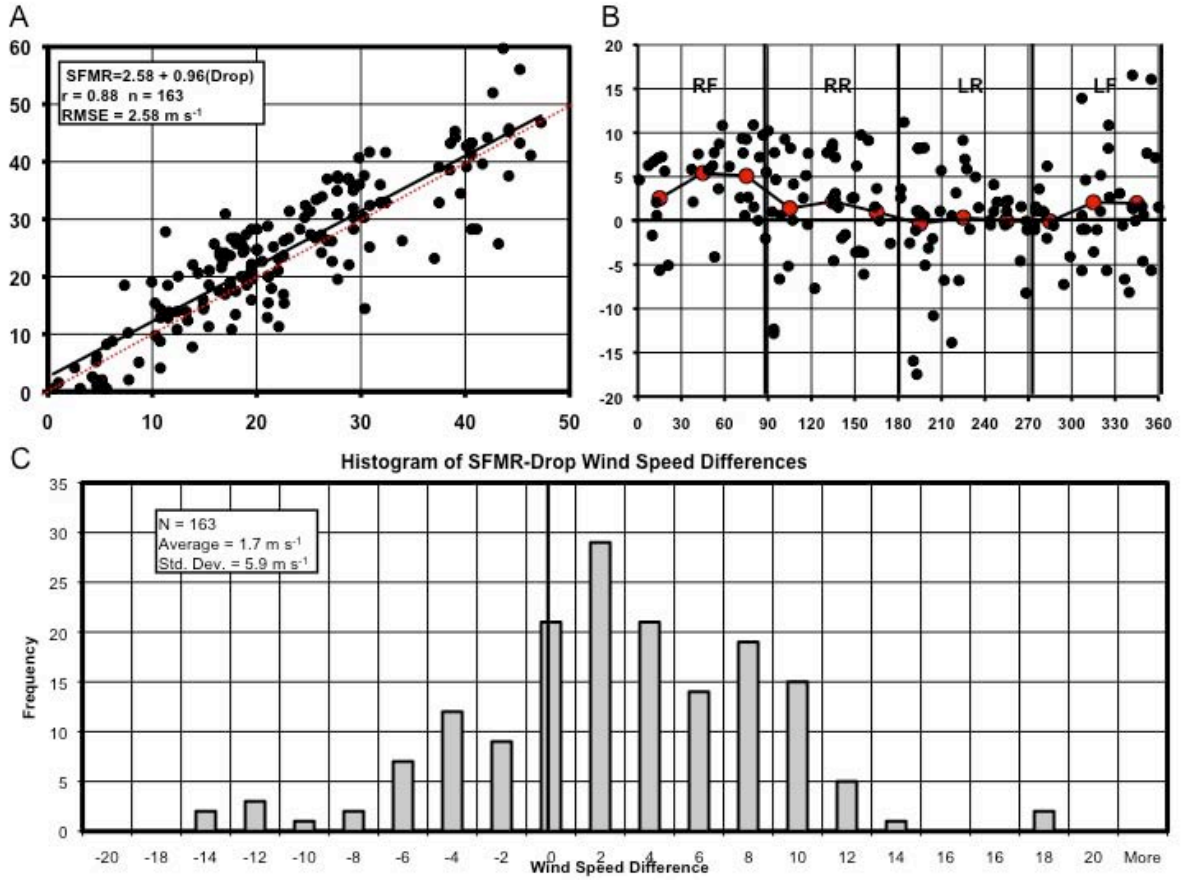 A
60
50
40
30
20
10
0
SFMR=2.58 + 0.96(Drop)
r = 0.88 n = 163
RMSE = 2.58 m s-1
0 10 20 30 40 50
B
20
15
10
5
0
-5
-10
-15
-20
RF RR LR LF
0 30 60 90 120 150 180 210 240 270 300 330 360
C
Histogram of SFMR-Drop Wind Speed Differences
35
30
25
20
15
10
5
0
Frequency
N = 163
Average = 1.7 m s-1
Std. Dev. = 5.9 m s-1
-20 -18 -14 -12 -10 -8 -6 -4 -2 0 2 4 6 8 10 12 14 16 16 18 20 More
Wind Speed Difference